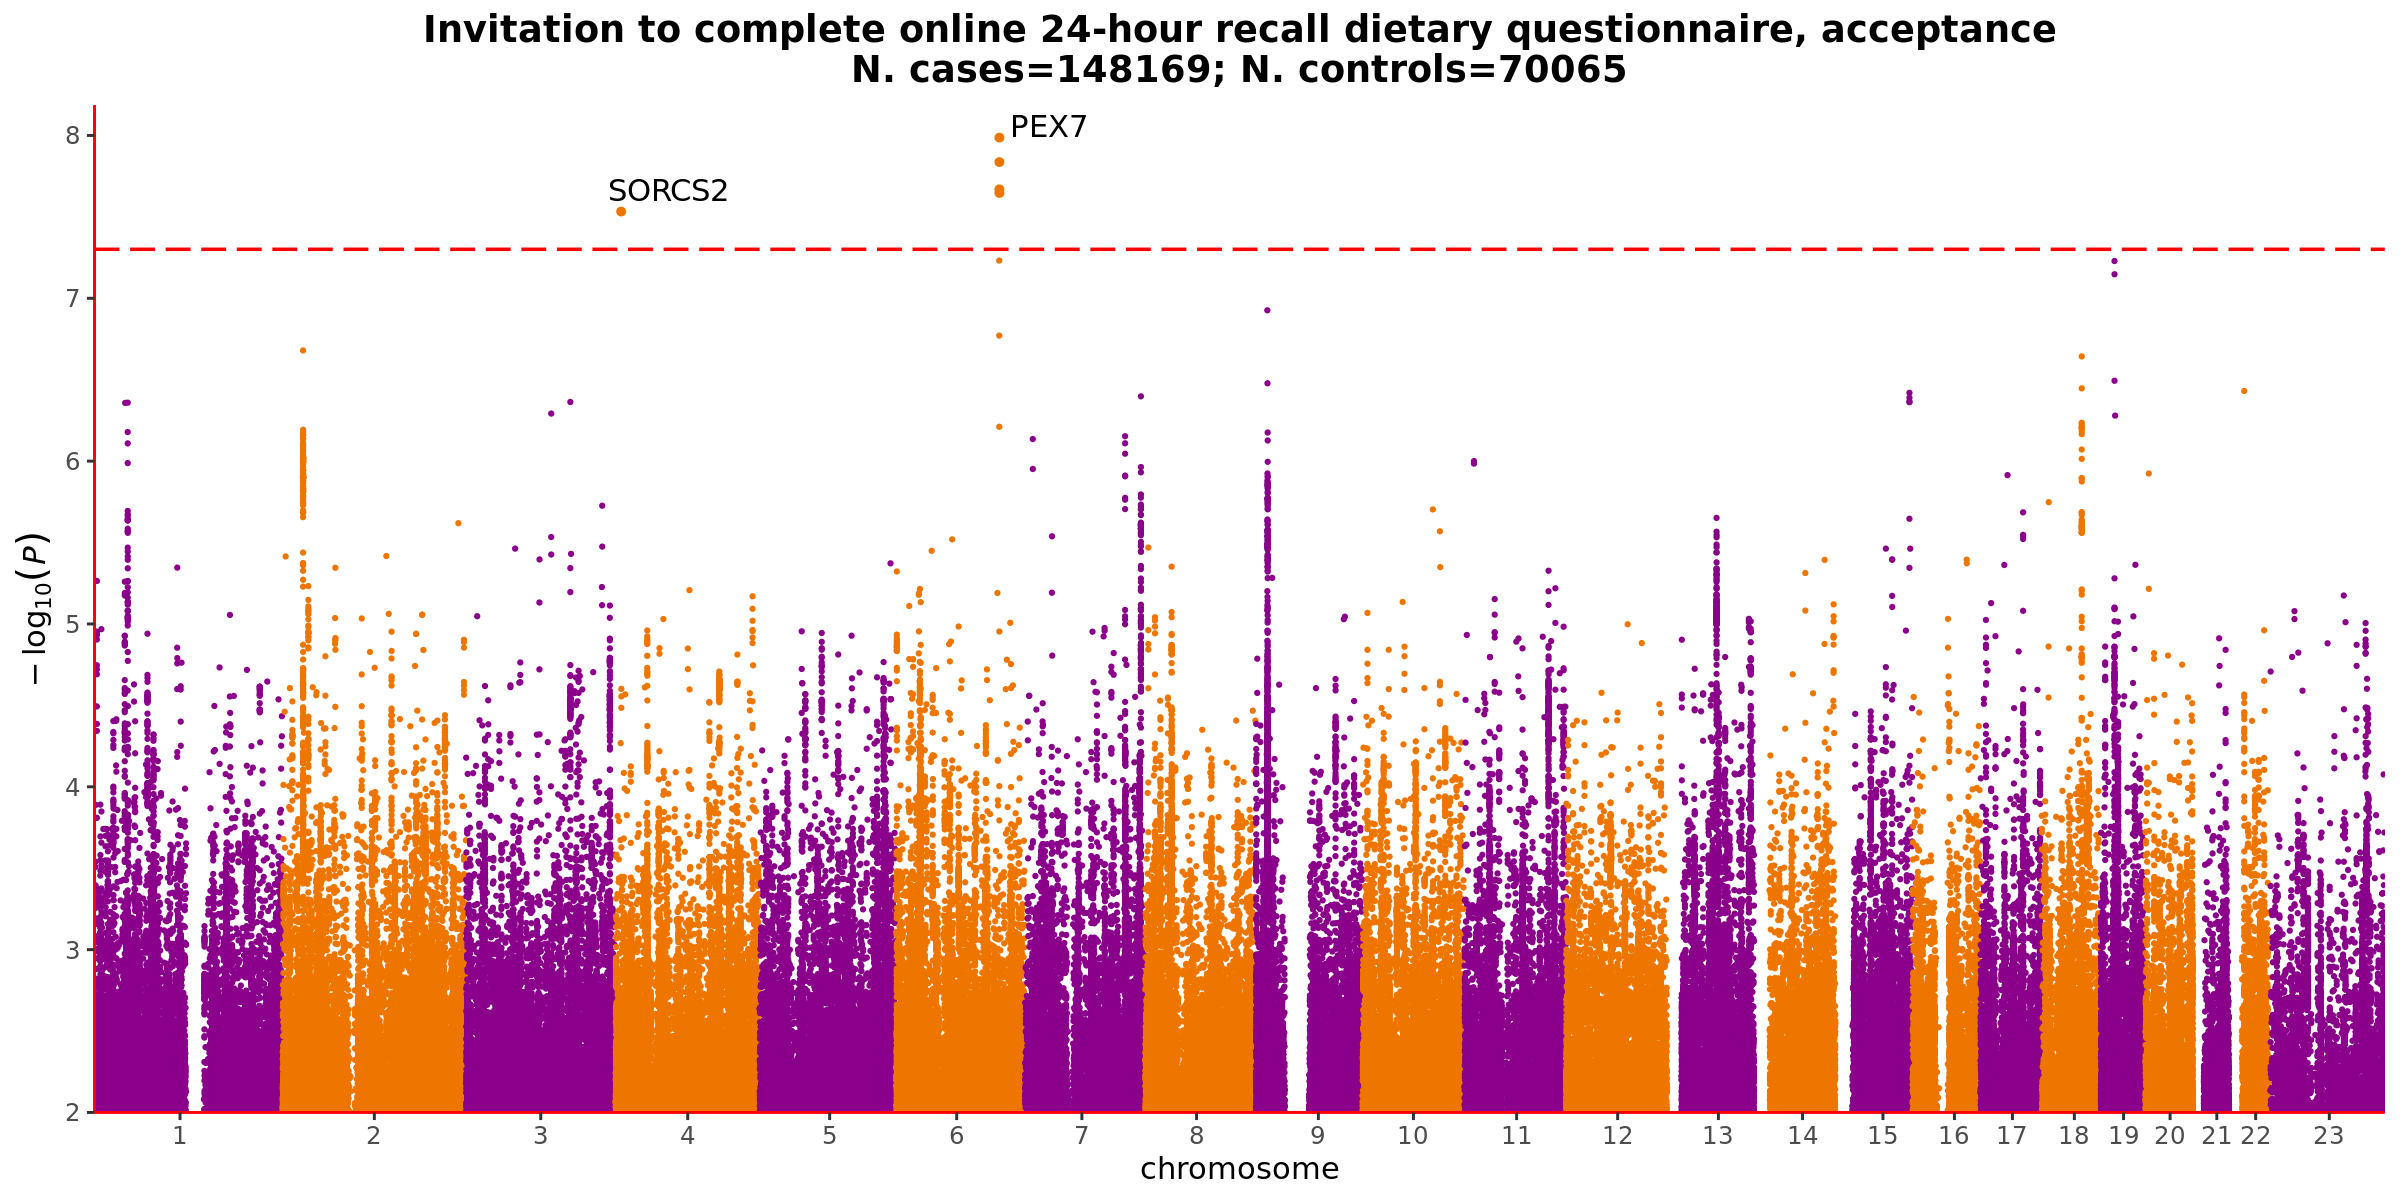 Invitation to complete online 24-hour recall dietary questionnaire, acceptance
N. cases=148169; N. controls=70065
8
7
6
5
4
3
2
−log10(P)
PEX7
SORCS2
1 2 3 4 5 6 7 8 9 10 11 12 13 14 15 16 17 18 19 20 21 22 23
chromosome